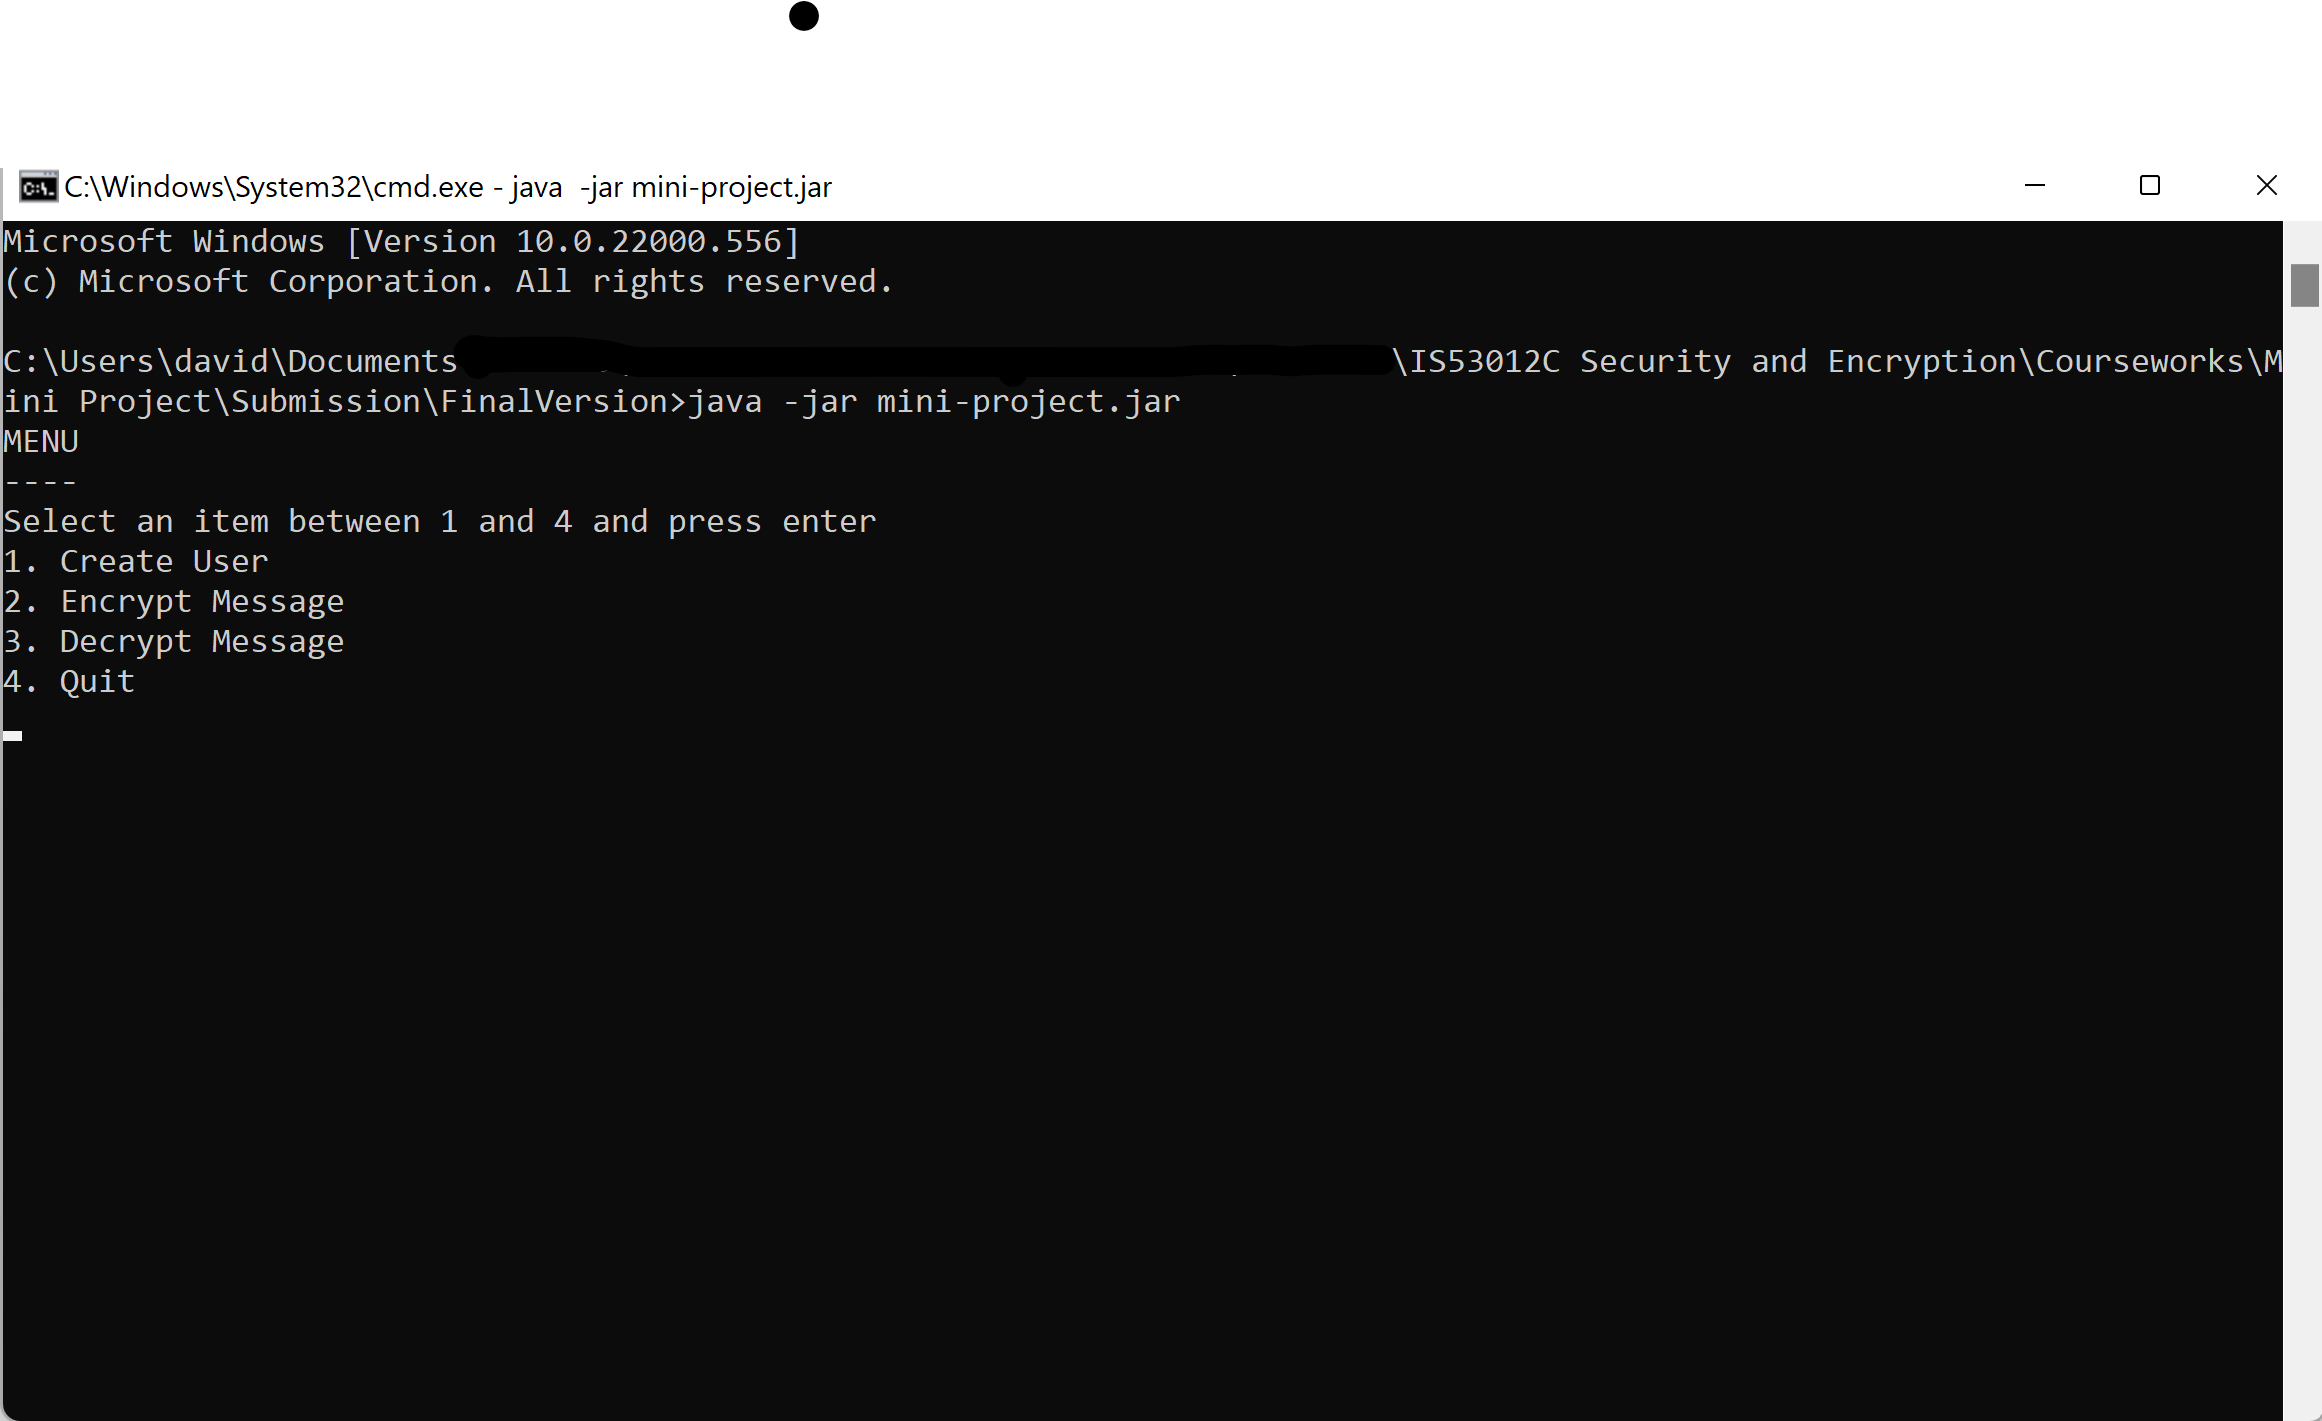 C:\Windows\System32\cmd.exe - java  -jar mini-project.jar
Microsoft Windows [Version 10.0.22000.556]
(c) Microsoft Corporation. All rights reserved.
C:\Users\david\Documents \IS53012C Security and Encryption\Courseworks\M
ini Project\Submission\FinalVersion>java -jar mini-project.jar
MENU
----
Select an item between 1 and 4 and press enter
1. Create User
2. Encrypt Message
3. Decrypt Message
4. Quit